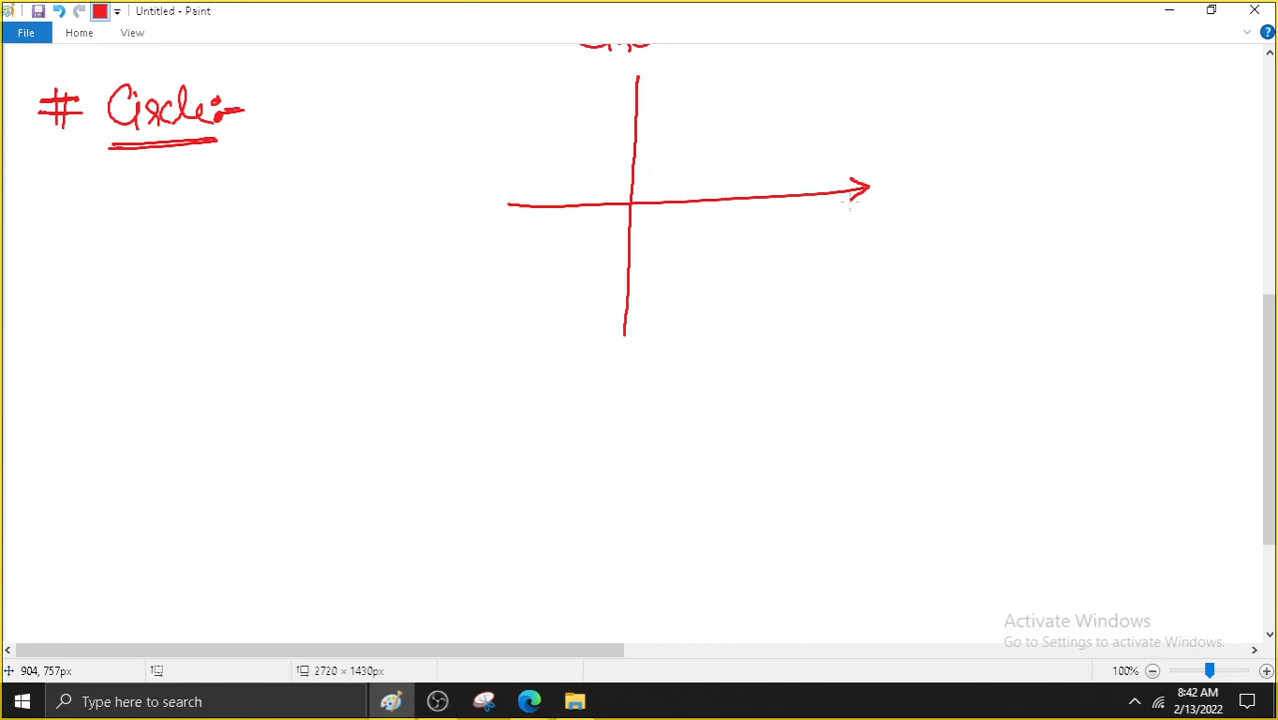 Untitled - Paint
File Home View
# Circle:-
Activate Windows
Go to Settings to activate Windows.
904, 757px
2720 × 1430px
100%
Type here to search
8:42 AM
2/13/2022